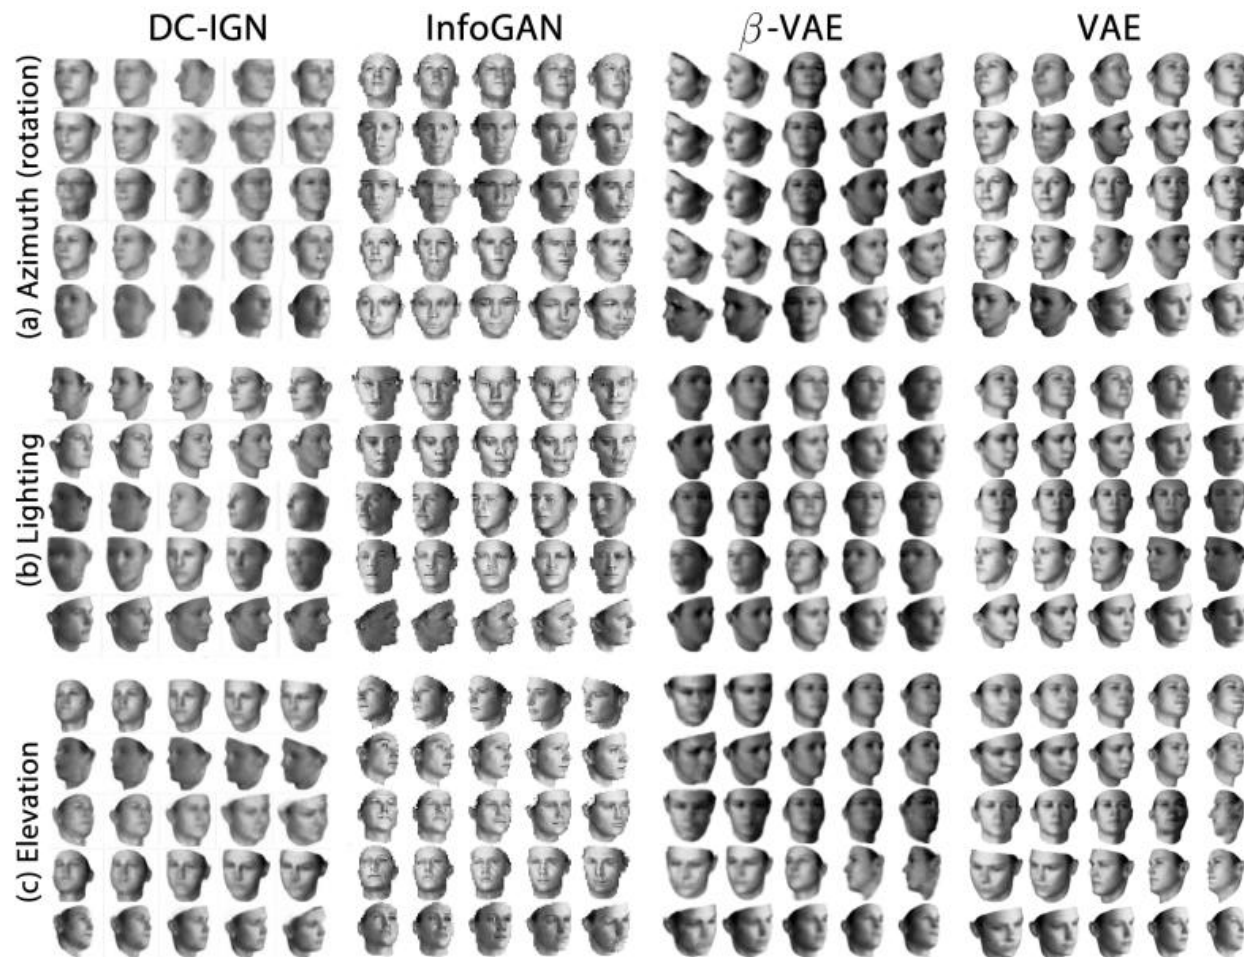 DC-IGN InfoGAN β-VAE VAE
(a) Azimuth (rotation)
(b) Lighting
(c) Elevation